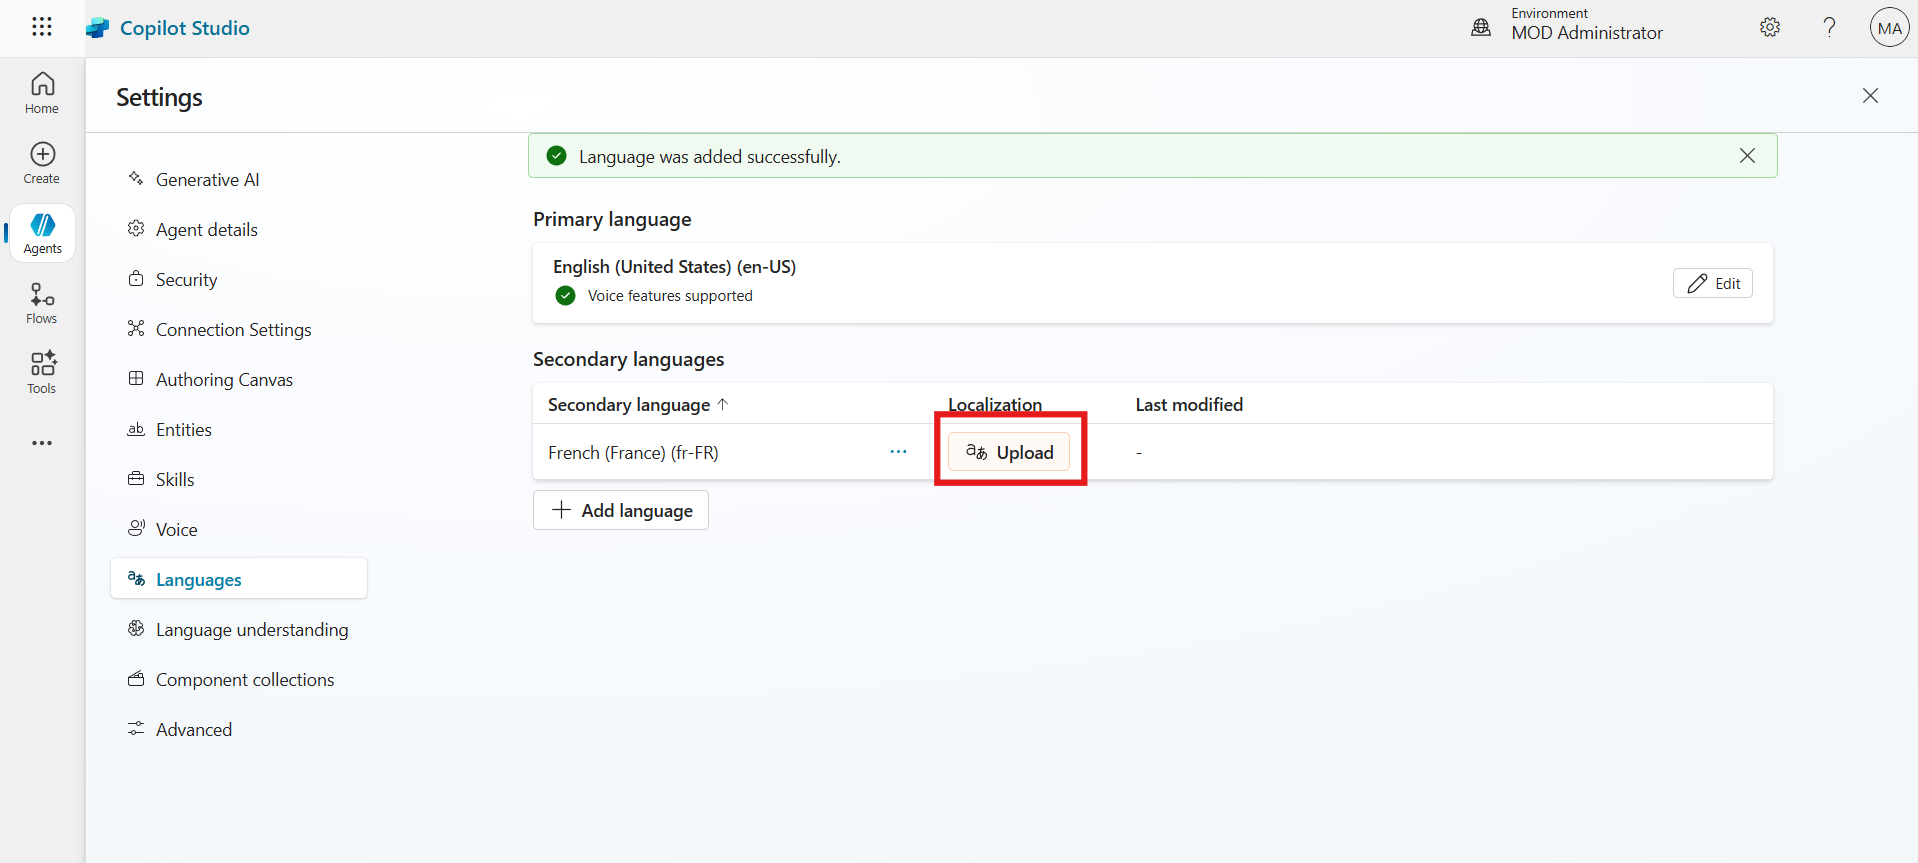 Copilot Studio
Environment
MOD Administrator
?
MA
Home
Create
Agents
Flows
Tools
Settings
Generative AI
Agent details
Security
Connection Settings
Authoring Canvas
Entities
Skills
Voice
Languages
Language understanding
Component collections
Advanced
Language was added successfully.
Primary language
English (United States) (en-US)
Voice features supported
Edit
Secondary languages
Secondary language ↑ Localization Last modified
French (France) (fr-FR) ... Upload -
+ Add language